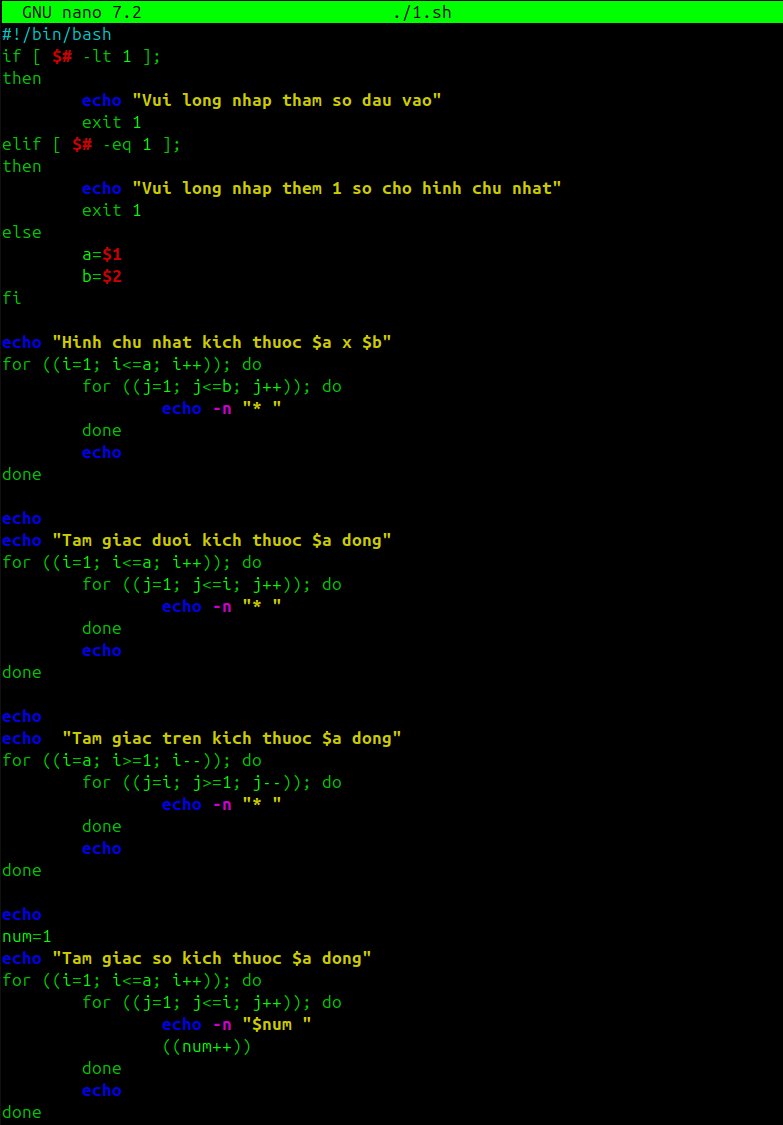 GNU nano 7.2 ./1.sh
#!/bin/bash
if [ $# -lt 1 ];
then
        echo "Vui long nhap tham so dau vao"
        exit 1
elif [ $# -eq 1 ];
then
        echo "Vui long nhap them 1 so cho hinh chu nhat"
        exit 1
else
        a=$1
        b=$2
fi

echo "Hinh chu nhat kich thuoc $a x $b"
for ((i=1; i<=a; i++)); do
        for ((j=1; j<=b; j++)); do
                echo -n "* "
        done
        echo
done

echo
echo "Tam giac duoi kich thuoc $a dong"
for ((i=1; i<=a; i++)); do
        for ((j=1; j<=i; j++)); do
                echo -n "* "
        done
        echo
done

echo
echo  "Tam giac tren kich thuoc $a dong"
for ((i=a; i>=1; i--)); do
        for ((j=i; j>=1; j--)); do
                echo -n "* "
        done
        echo
done

echo
num=1
echo "Tam giac so kich thuoc $a dong"
for ((i=1; i<=a; i++)); do
        for ((j=1; j<=i; j++)); do
                echo -n "$num "
                ((num++))
        done
        echo
done